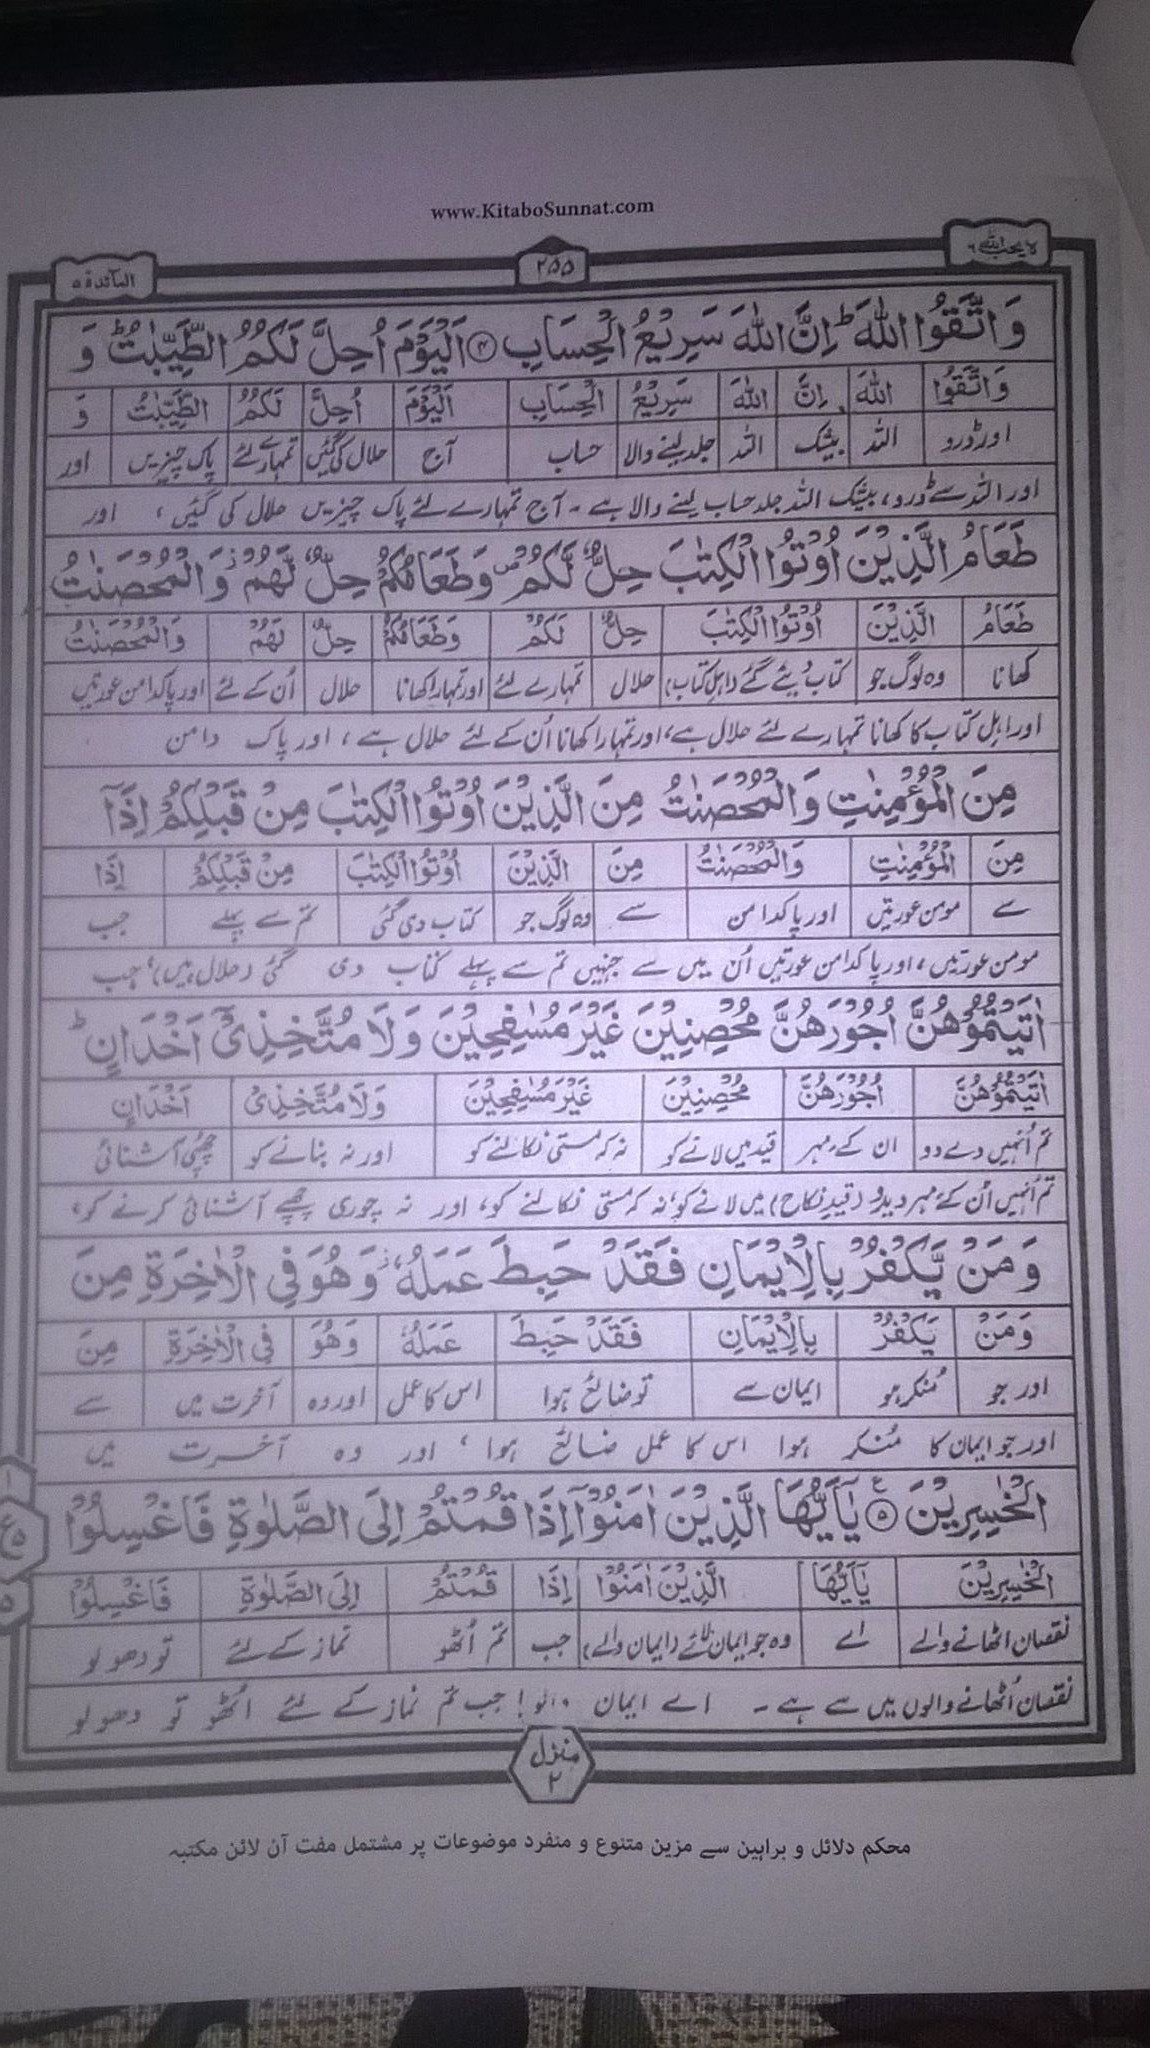 www.KitaboSunnat.com
لا يحب الله ٦
٢٥٥
المآئدة ٥
وَاتَّقُوا اللّٰهَ ؕ اِنَّ اللّٰهَ سَرِيْعُ الْحِسَابِ ۴ اَلْيَوْمَ اُحِلَّ لَكُمُ الطَّيِّبٰتُ ؕ وَ
وَاتَّقُوا اللّٰهَ اِنَّ اللّٰهَ سَرِيْعُ الْحِسَابِ اَلْيَوْمَ اُحِلَّ لَكُمُ الطَّيِّبٰتُ وَ
اور ڈرو اللہ بیشک اللہ جلد لینے والا حساب آج حلال کی گئیں تمہارے لئے پاک چیزیں اور
اور اللہ سے ڈرو، بیشک اللہ جلد حساب لینے والا ہے ۔ آج تمہارے لئے پاک چیزیں حلال کی گئیں، اور
طَعَامُ الَّذِيْنَ اُوْتُوا الْكِتٰبَ حِلٌّ لَّكُمْ ۪ وَطَعَامُكُمْ حِلٌّ لَّهُمْ ؗ وَالْمُحْصَنٰتُ
طَعَامُ الَّذِيْنَ اُوْتُوا الْكِتٰبَ حِلٌّ لَكُمْ وَطَعَامُكُمْ حِلٌّ لَهُمْ وَالْمُحْصَنٰتُ
کھانا وہ لوگ جو کتاب دیئے گئے (اہل کتاب) حلال تمہارے لئے اور تمہارا کھانا حلال اُن کے لئے اور پاکدامن عورتیں
اور اہل کتاب کا کھانا تمہارے لئے حلال ہے، اور تمہارا کھانا اُن کے لئے حلال ہے، اور پاک دامن
مِنَ الْمُؤْمِنٰتِ وَالْمُحْصَنٰتُ مِنَ الَّذِيْنَ اُوْتُوا الْكِتٰبَ مِنْ قَبْلِكُمْ اِذَآ
مِنَ الْمُؤْمِنٰتِ وَالْمُحْصَنٰتُ مِنَ الَّذِيْنَ اُوْتُوا الْكِتٰبَ مِنْ قَبْلِكُمْ اِذَا
سے مومن عورتیں اور پاکدامن سے وہ لوگ جو کتاب دی گئی تم سے پہلے جب
مومن عورتیں، اور پاکدامن عورتیں اُن میں سے جنہیں تم سے پہلے کتاب دی گئی (حلال ہیں)، جب
اٰتَيْتُمُوْهُنَّ اُجُوْرَهُنَّ مُحْصِنِيْنَ غَيْرَ مُسٰفِحِيْنَ وَلَا مُتَّخِذِيْٓ اَخْدَانٍ ؕ
اٰتَيْتُمُوْهُنَّ اُجُوْرَهُنَّ مُحْصِنِيْنَ غَيْرَ مُسٰفِحِيْنَ وَلَا مُتَّخِذِيْ اَخْدَانٍ
تم اُنہیں دے دو ان کے مہر قید میں لانے کو نہ کہ مستی نکالنے کو اور نہ بنانے کو چھپی آشنائی
تم اُنہیں اُن کے مہر دیدو (قید نکاح) میں لانے کو، نہ کہ مستی نکالنے کو، اور نہ چوری چھپے آشنائی کرنے کو،
وَمَنْ يَّكْفُرْ بِالْاِيْمَانِ فَقَدْ حَبِطَ عَمَلُهٗ ؗ وَهُوَ فِي الْاٰخِرَةِ مِنَ
وَمَنْ يَكْفُرْ بِالْاِيْمَانِ فَقَدْ حَبِطَ عَمَلُهٗ وَهُوَ فِي الْاٰخِرَةِ مِنَ
اور جو مُنکر ہو ایمان سے تو ضائع ہوا اس کا عمل اور وہ آخرت میں سے
اور جو ایمان کا مُنکر ہوا اس کا عمل ضائع ہوا، اور وہ آخرت میں
الْخٰسِرِيْنَ ۵ يٰٓاَيُّهَا الَّذِيْنَ اٰمَنُوْٓا اِذَا قُمْتُمْ اِلَى الصَّلٰوةِ فَاغْسِلُوْا
الْخٰسِرِيْنَ يٰٓاَيُّهَا الَّذِيْنَ اٰمَنُوْٓا اِذَا قُمْتُمْ اِلَى الصَّلٰوةِ فَاغْسِلُوْا
نقصان اٹھانے والے اے وہ جو ایمان لائے (ایمان والے) جب تم اُٹھو نماز کے لئے تو دھو لو
نقصان اُٹھانے والوں میں سے ہے ۔ اے ایمان والو! جب تم نماز کے لئے اُٹھو تو دھو لو
منزل
٢
محکم دلائل و براہین سے مزین متنوع و منفرد موضوعات پر مشتمل مفت آن لائن مکتبہ